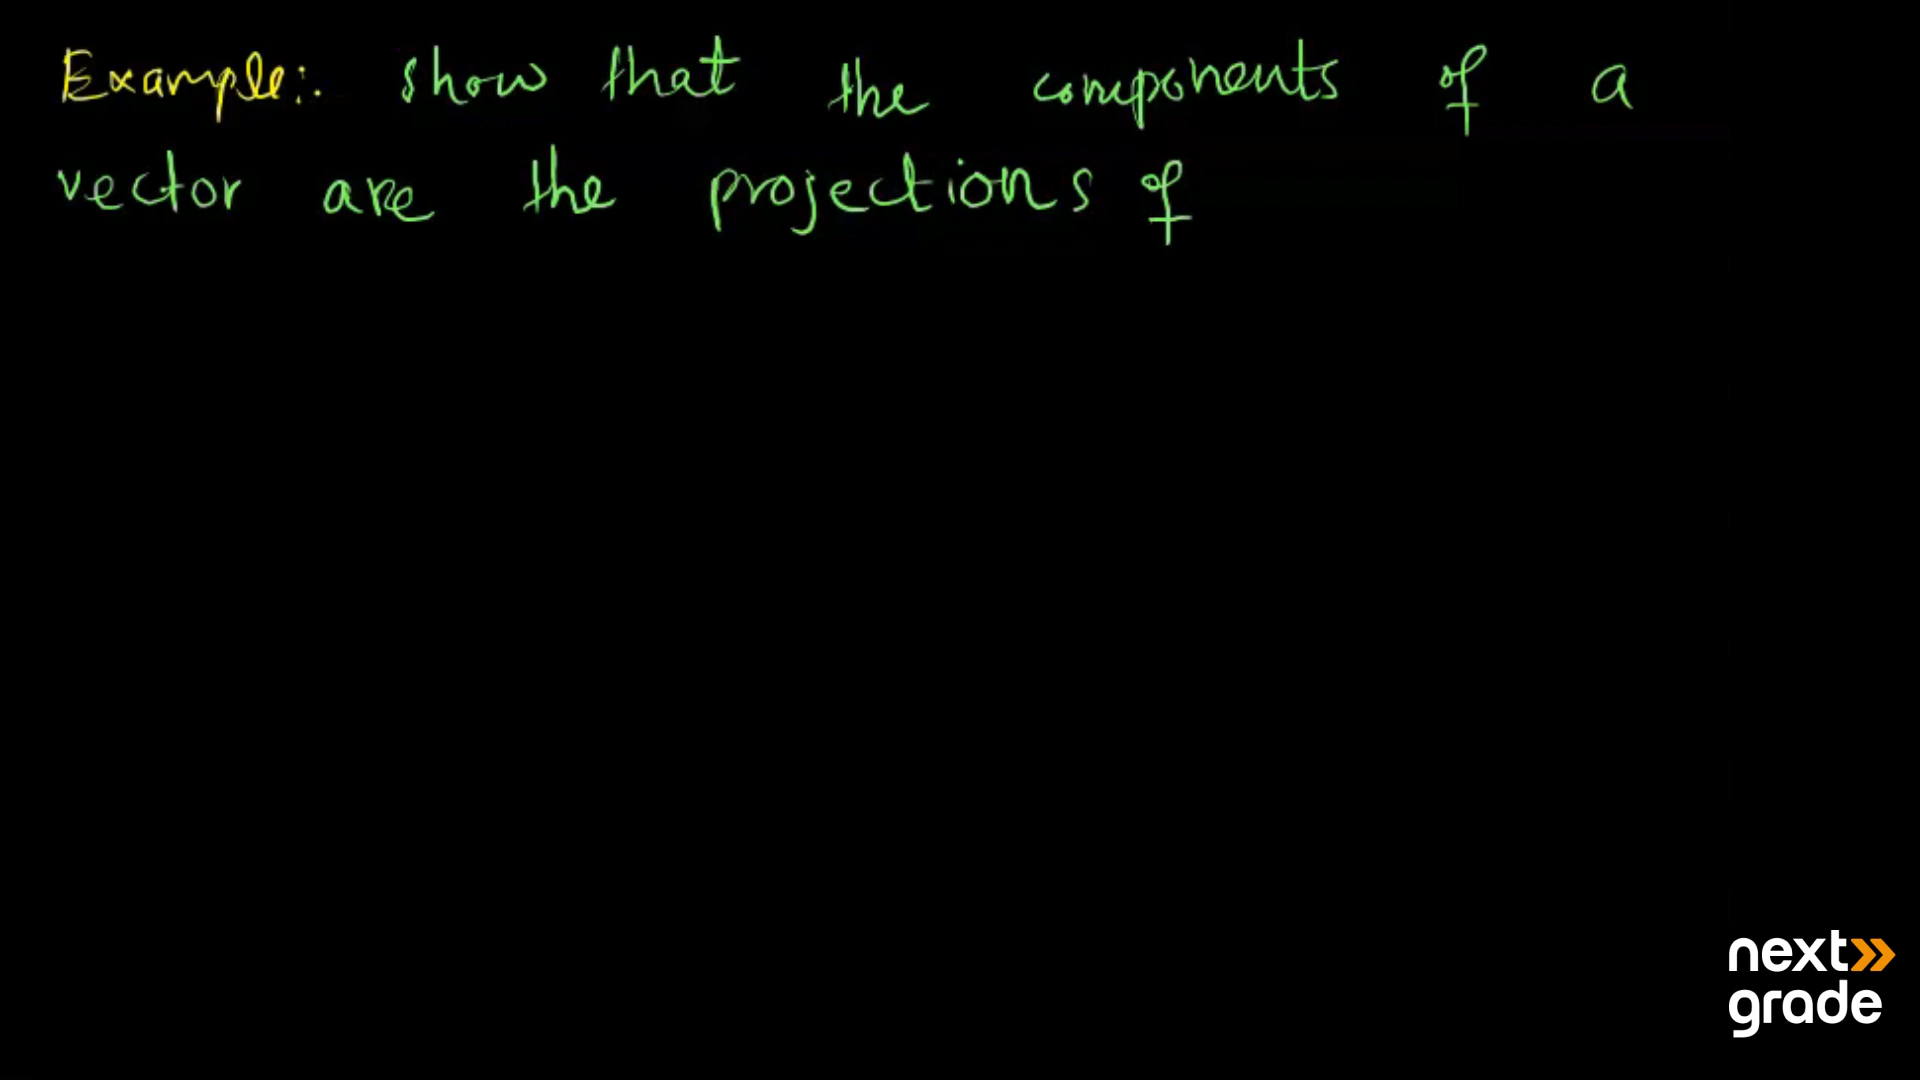 Example:. show that the components of a
vector are the projections of
next
grade